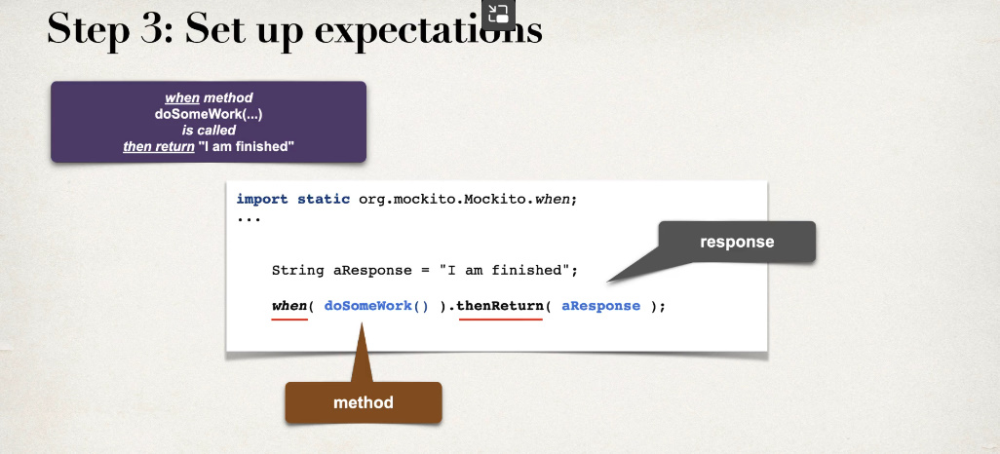 Step 3: Set up expectations
when method
doSomeWork(...)
is called
then return "I am finished"
import static org.mockito.Mockito.when;
...
response
String aResponse = "I am finished";
when( doSomeWork() ).thenReturn( aResponse );
method